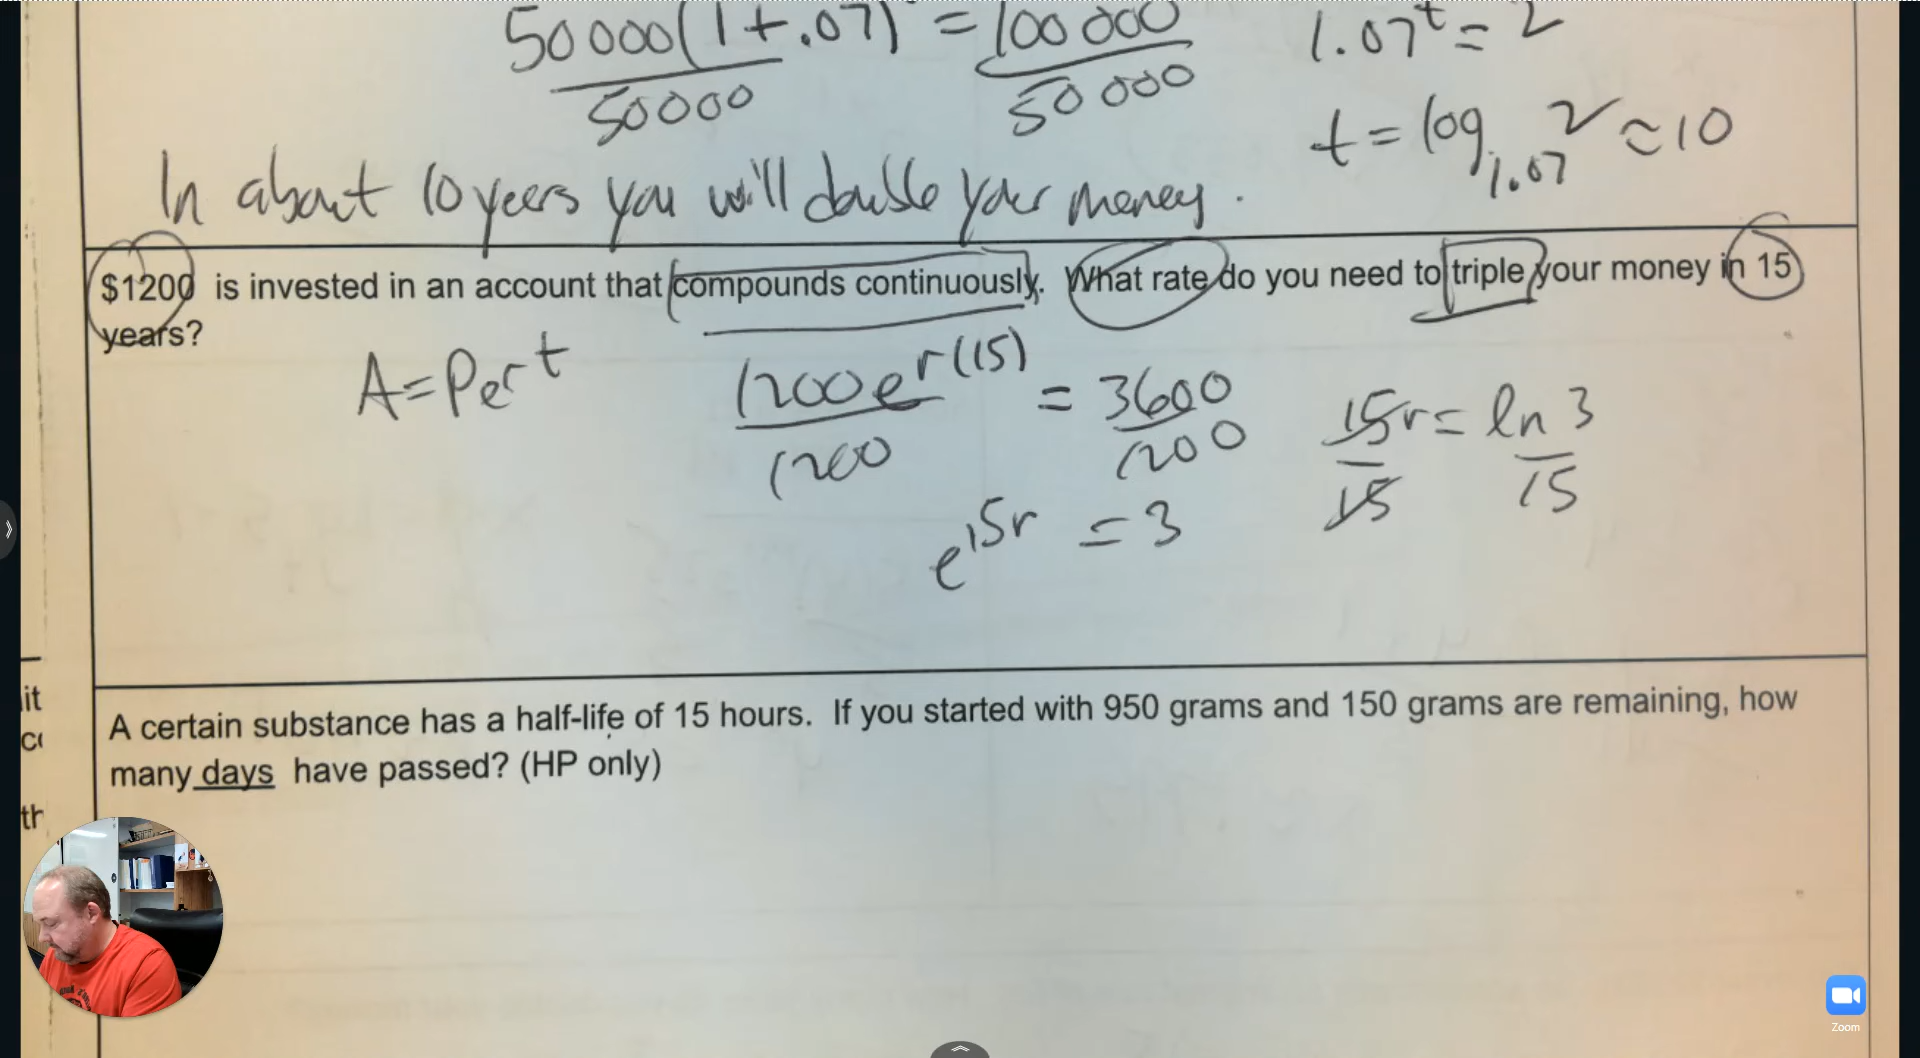 50000(1+.07) = 100000
50000 50000
1.07^t = 2
t = log_1.07 2 ≈ 10
In about 10 yeers you will double your money.
$1200 is invested in an account that compounds continuously. What rate do you need to triple your money in 15
years?
A=Pe^rt
1200e^r(15) = 3600
1200 1200
e^15r = 3
15r = ln 3
15 15
A certain substance has a half-life of 15 hours. If you started with 950 grams and 150 grams are remaining, how
many days have passed? (HP only)
it
th
Zoom